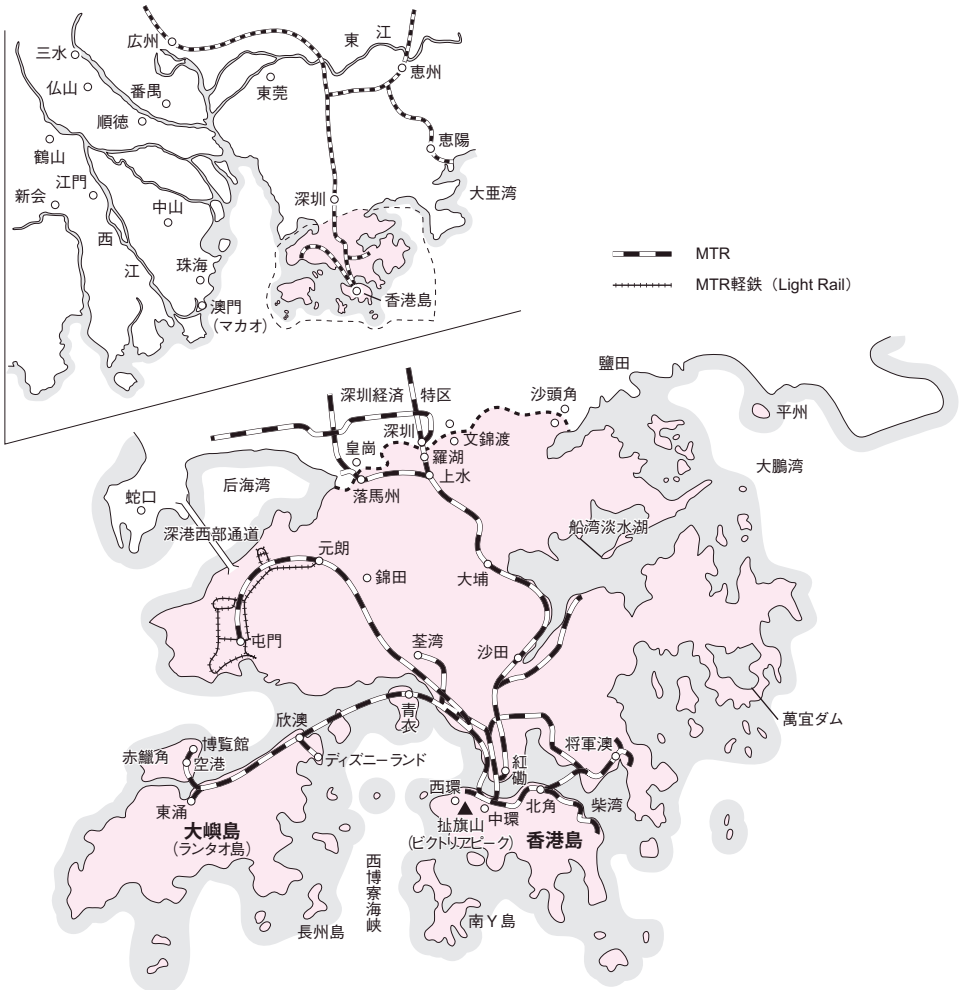 広州
東 江
三水
恵州
仏山
番禺
東莞
順徳
鶴山
恵陽
江門
新会
深圳
大亜湾
中山
西
江
珠海
澳門
(マカオ)
香港島
MTR
MTR軽鉄（Light Rail）
鹽田
深圳経済 特区
沙頭角
平州
深圳
文錦渡
皇崗
羅湖
上水
大鵬湾
后海湾
落馬州
蛇口
深港西部通道
船湾淡水湖
元朗
錦田
大埔
屯門
荃湾
沙田
青衣
萬宜ダム
欣澳
博覧館
赤鱲角
空港
ディズニーランド
将軍澳
紅磡
西環
北角
柴湾
東涌
中環
扯旗山
(ビクトリアピーク)
香港島
大嶼島
(ランタオ島)
西博寮海峡
南Y島
長州島